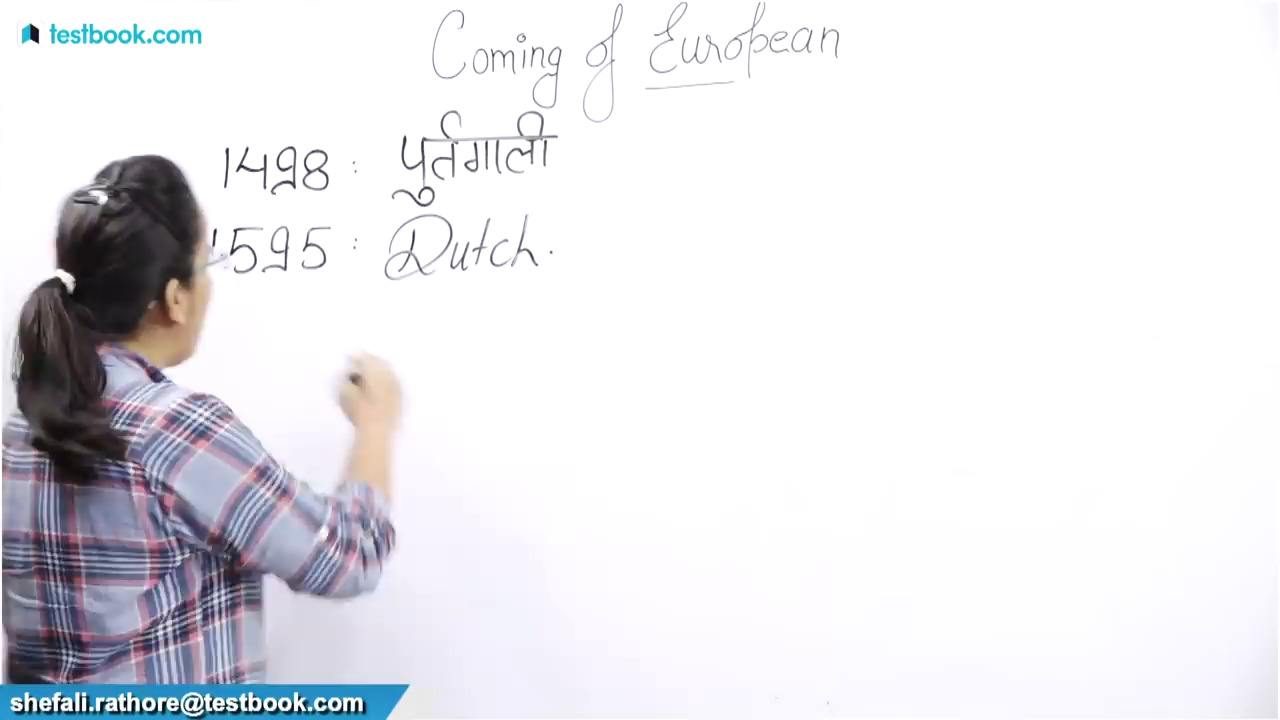 testbook.com
Coming of European
1498 : पुर्तगाली
1595 : Dutch.
shefali.rathore@testbook.com